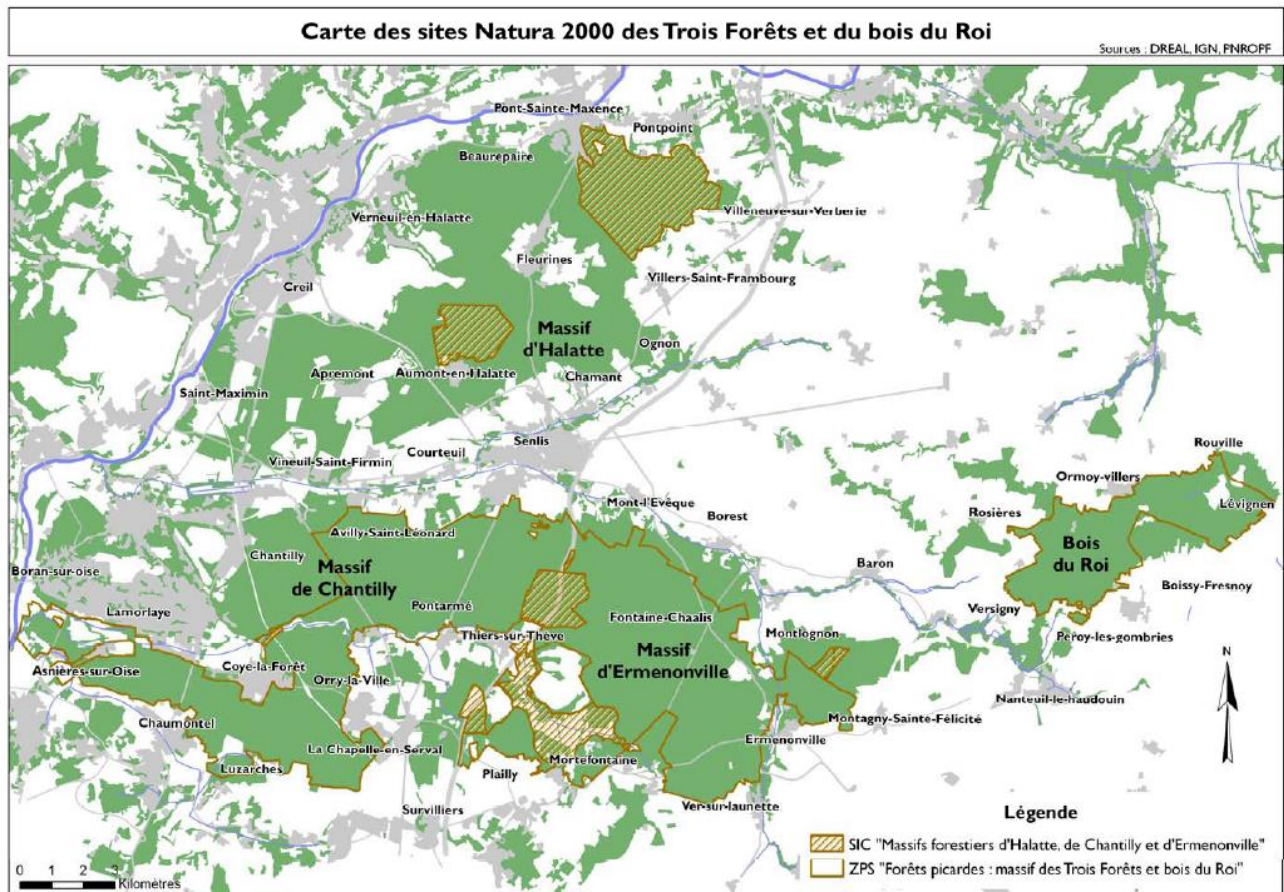 Carte des sites Natura 2000 des Trois Forêts et du bois du Roi
Sources : DREAL, IGN, PNROPF
Pont-Sainte-Maxence
Pontpoint
Beaurepaire
Verneuil-en-Halatte
Villeneuve-sur-Verberie
Fleurines
Villers-Saint-Frambourg
Creil
Massif
d'Halatte
Ognon
Apremont
Aumont-en-Halatte
Chamant
Saint-Maximin
Senlis
Courteuil
Vineuil-Saint-Firmin
Rouville
Ormoy-villers
Mont-l'Evêque
Lévignen
Borest
Rosières
Avilly-Saint-Léonard
Chantilly
Massif
de Chantilly
Bois
du Roi
Boran-sur-oise
Baron
Boissy-Fresnoy
Lamorlaye
Pontarmé
Fontaine-Chaalis
Versigny
Thiers-sur-Thève
Montlognon
Peroy-les-gombries
Massif
d'Ermenonville
N
Asnières-sur-Oise
Coye-la-Forêt
Orry-la-Ville
Nanteuil-le-haudouin
Chaumontel
Montagny-Sainte-Félicité
Ermenonville
La Chapelle-en-Serval
Mortefontaine
Luzarches
Plailly
Survilliers
Ver-sur-launette
Légende
SIC "Massifs forestiers d'Halatte, de Chantilly et d'Ermenonville"
ZPS "Forêts picardes : massif des Trois Forêts et bois du Roi"
0 1 2 3
Kilomètres